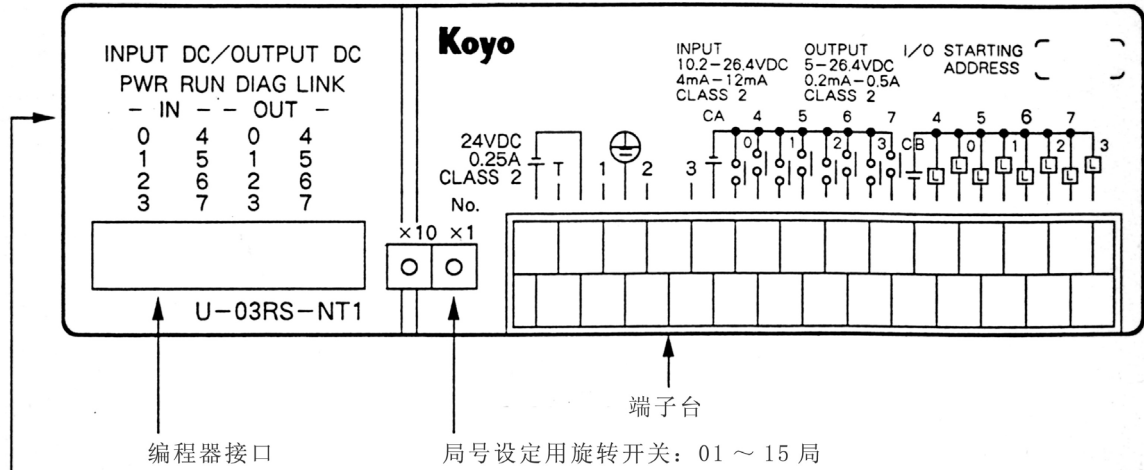 INPUT DC/OUTPUT DC
PWR RUN DIAG LINK
- IN - - OUT -
0 4 0 4
1 5 1 5
2 6 2 6
3 7 3 7
U-03RS-NT1
Koyo
INPUT
10.2-26.4VDC
4mA-12mA
CLASS 2
OUTPUT
5-26.4VDC
0.2mA-0.5A
CLASS 2
I/O STARTING
ADDRESS
24VDC
0.25A
CLASS 2
T 1 2 3
CA 4 5 6 7
0 1 2 3
CB 4 5 6 7
0 1 2 3
L L L L L L L L
No.
×10 ×1
端子台
编程器接口
局号设定用旋转开关：01～15局